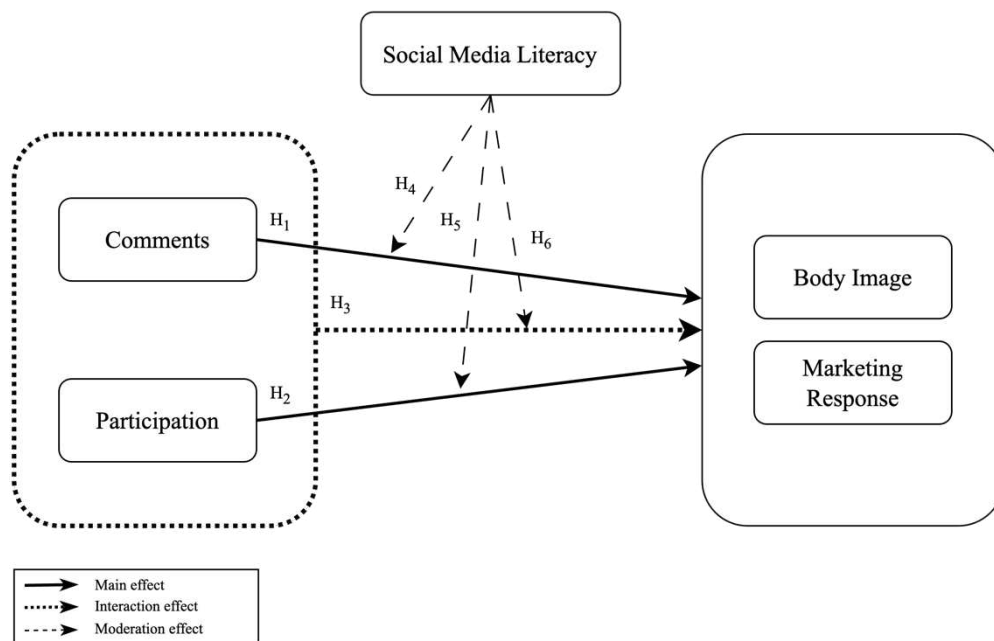 Social Media Literacy
H4
H5
H6
H1
Comments
H3
H2
Participation
Body Image
Marketing
Response
Main effect
Interaction effect
Moderation effect